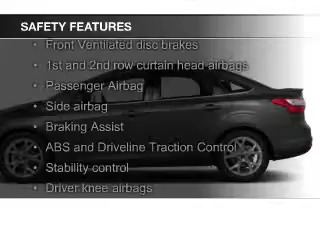 SAFETY FEATURES
• Front Ventilated disc brakes
• 1st and 2nd row curtain head airbags
• Passenger Airbag
• Side airbag
• Braking Assist
• ABS and Driveline Traction Control
• Stability control
• Driver knee airbags